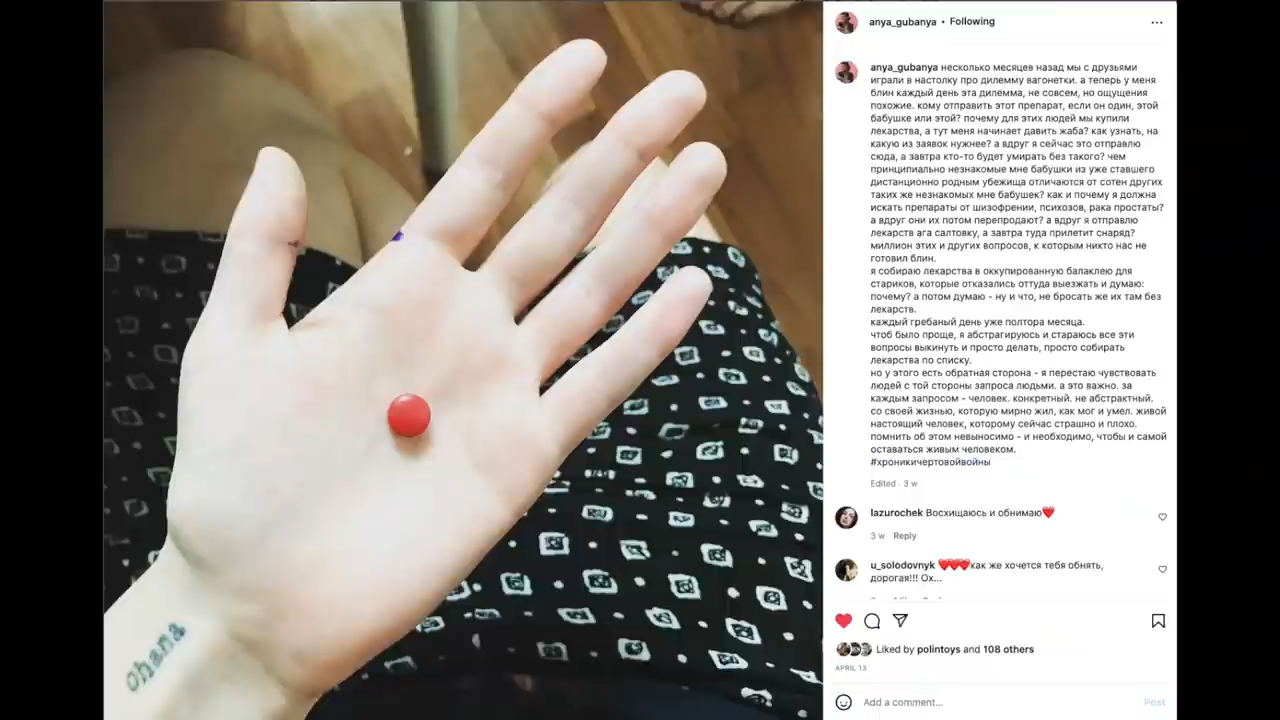 anya_gubanya • Following
anya_gubanya несколько месяцев назад мы с друзьями
играли в настолку про дилемму вагонетки. а теперь у меня
блин каждый день эта дилемма, не совсем, но ощущения
похожие. кому отправить этот препарат, если он один, этой
бабушке или этой? почему для этих людей мы купили
лекарства, а тут меня начинает давить жаба? как узнать, на
какую из заявок нужнее? а вдруг я сейчас это отправлю
сюда, а завтра кто-то будет умирать без такого? чем
принципиально незнакомые мне бабушки из уже ставшего
дистанционно родным убежища отличаются от сотен других
таких же незнакомых мне бабушек? как и почему я должна
искать препараты от шизофрении, психозов, рака простаты?
а вдруг они их потом перепродают? а вдруг я отправлю
лекарств ага салтовку, а завтра туда прилетит снаряд?
миллион этих и других вопросов, к которым никто нас не
готовил блин.
я собираю лекарства в оккупированную балаклею для
стариков, которые отказались оттуда выезжать и думаю:
почему? а потом думаю - ну и что, не бросать же их там без
лекарств.
каждый гребаный день уже полтора месяца.
чтоб было проще, я абстрагируюсь и стараюсь все эти
вопросы выкинуть и просто делать, просто собирать
лекарства по списку.
но у этого есть обратная сторона - я перестаю чувствовать
людей с той стороны запроса людьми. а это важно. за
каждым запросом - человек. конкретный. не абстрактный.
со своей жизнью, которую мирно жил, как мог и умел. живой
настоящий человек, которому сейчас страшно и плохо.
помнить об этом невыносимо - и необходимо, чтобы и самой
оставаться живым человеком.
#хроникичертовойвойны
Edited · 3 w
lazurochek Восхищаюсь и обнимаю❤️
3 w Reply
u_solodovnyk ❤️❤️❤️как же хочется тебя обнять,
дорогая!!! Ох...
Liked by polintoys and 108 others
APRIL 13
Add a comment...
Post
ohana